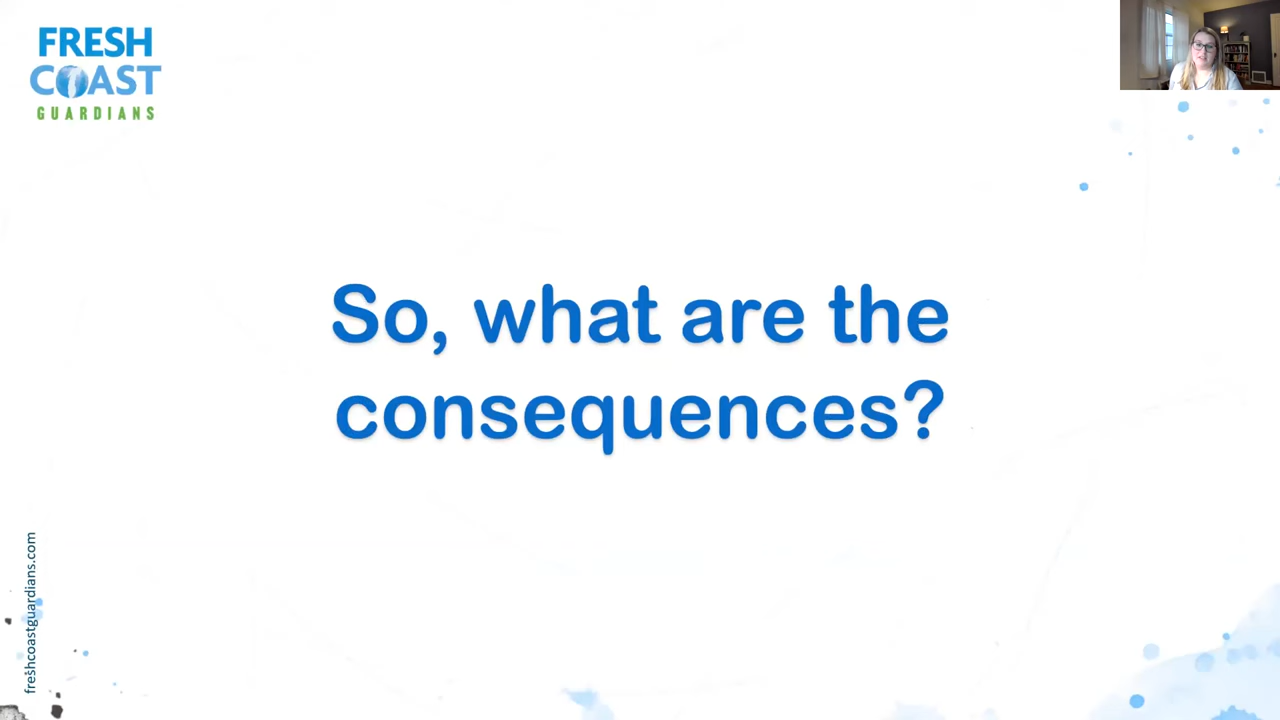 FRESH
COAST
GUARDIANS
So, what are the
consequences?
freshcoastguardians.com